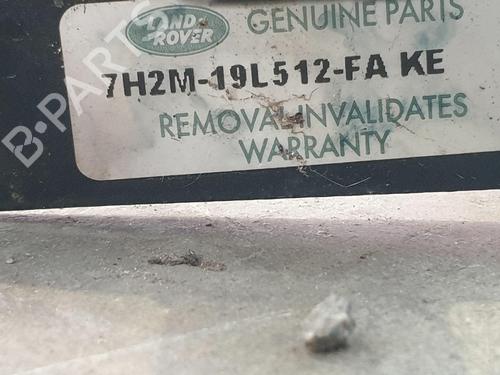 LAND
ROVER
GENUINE PARTS
7H2M-19L512-FA KE
REMOVAL INVALIDATES
WARRANTY
B-PARTS